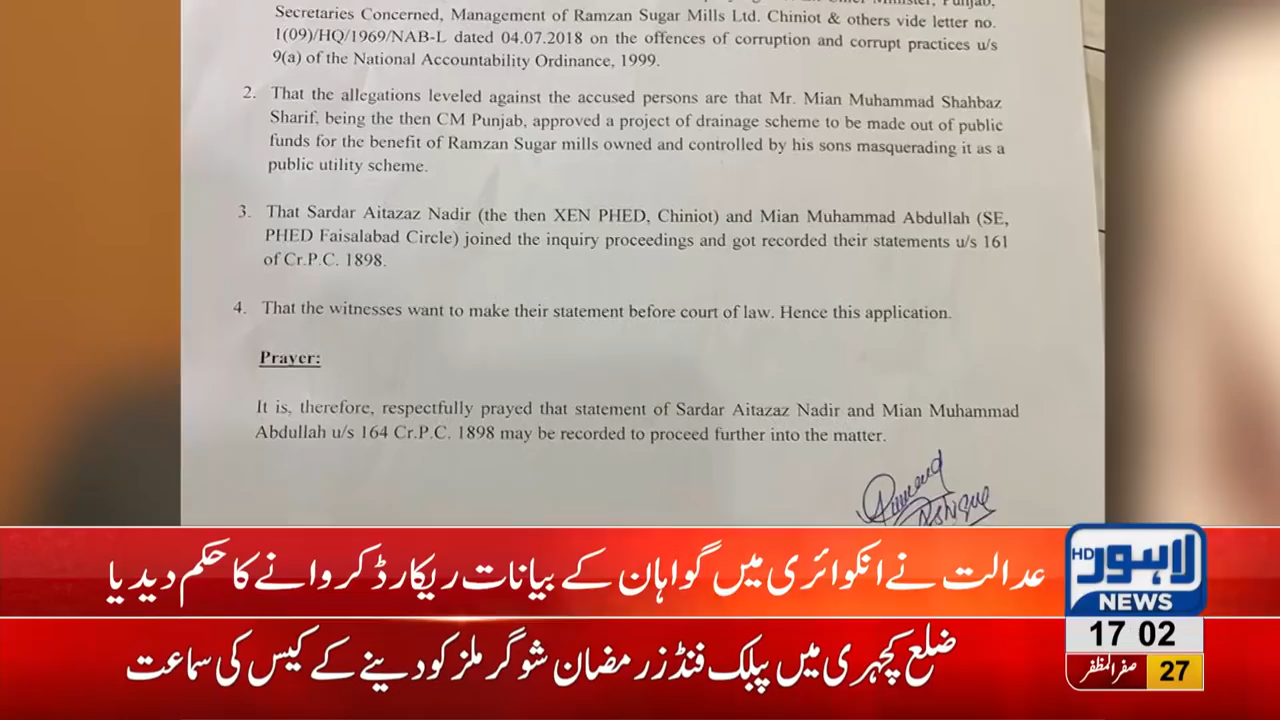 Secretaries Concerned, Management of Ramzan Sugar Mills Ltd. Chiniot & others vide letter no.
1(09)/HQ/1969/NAB-L dated 04.07.2018 on the offences of corruption and corrupt practices u/s
9(a) of the National Accountability Ordinance, 1999.
2. That the allegations leveled against the accused persons are that Mr. Mian Muhammad Shahbaz
Sharif, being the then CM Punjab, approved a project of drainage scheme to be made out of public
funds for the benefit of Ramzan Sugar mills owned and controlled by his sons masquerading it as a
public utility scheme.
3. That Sardar Aitazaz Nadir (the then XEN PHED, Chiniot) and Mian Muhammad Abdullah (SE,
PHED Faisalabad Circle) joined the inquiry proceedings and got recorded their statements u/s 161
of Cr.P.C. 1898.
4. That the witnesses want to make their statement before court of law. Hence this application.
Prayer:
It is, therefore, respectfully prayed that statement of Sardar Aitazaz Nadir and Mian Muhammad
Abdullah u/s 164 Cr.P.C. 1898 may be recorded to proceed further into the matter.
عدالت نے انکوائری میں گواہان کے بیانات ریکارڈ کروانے کا حکم دیدیا
ضلع کچہری میں پبلک فنڈز رمضان شوگر ملز کو دینے کے کیس کی سماعت
لاہور HD
NEWS
17 02
27 صفر المظفر